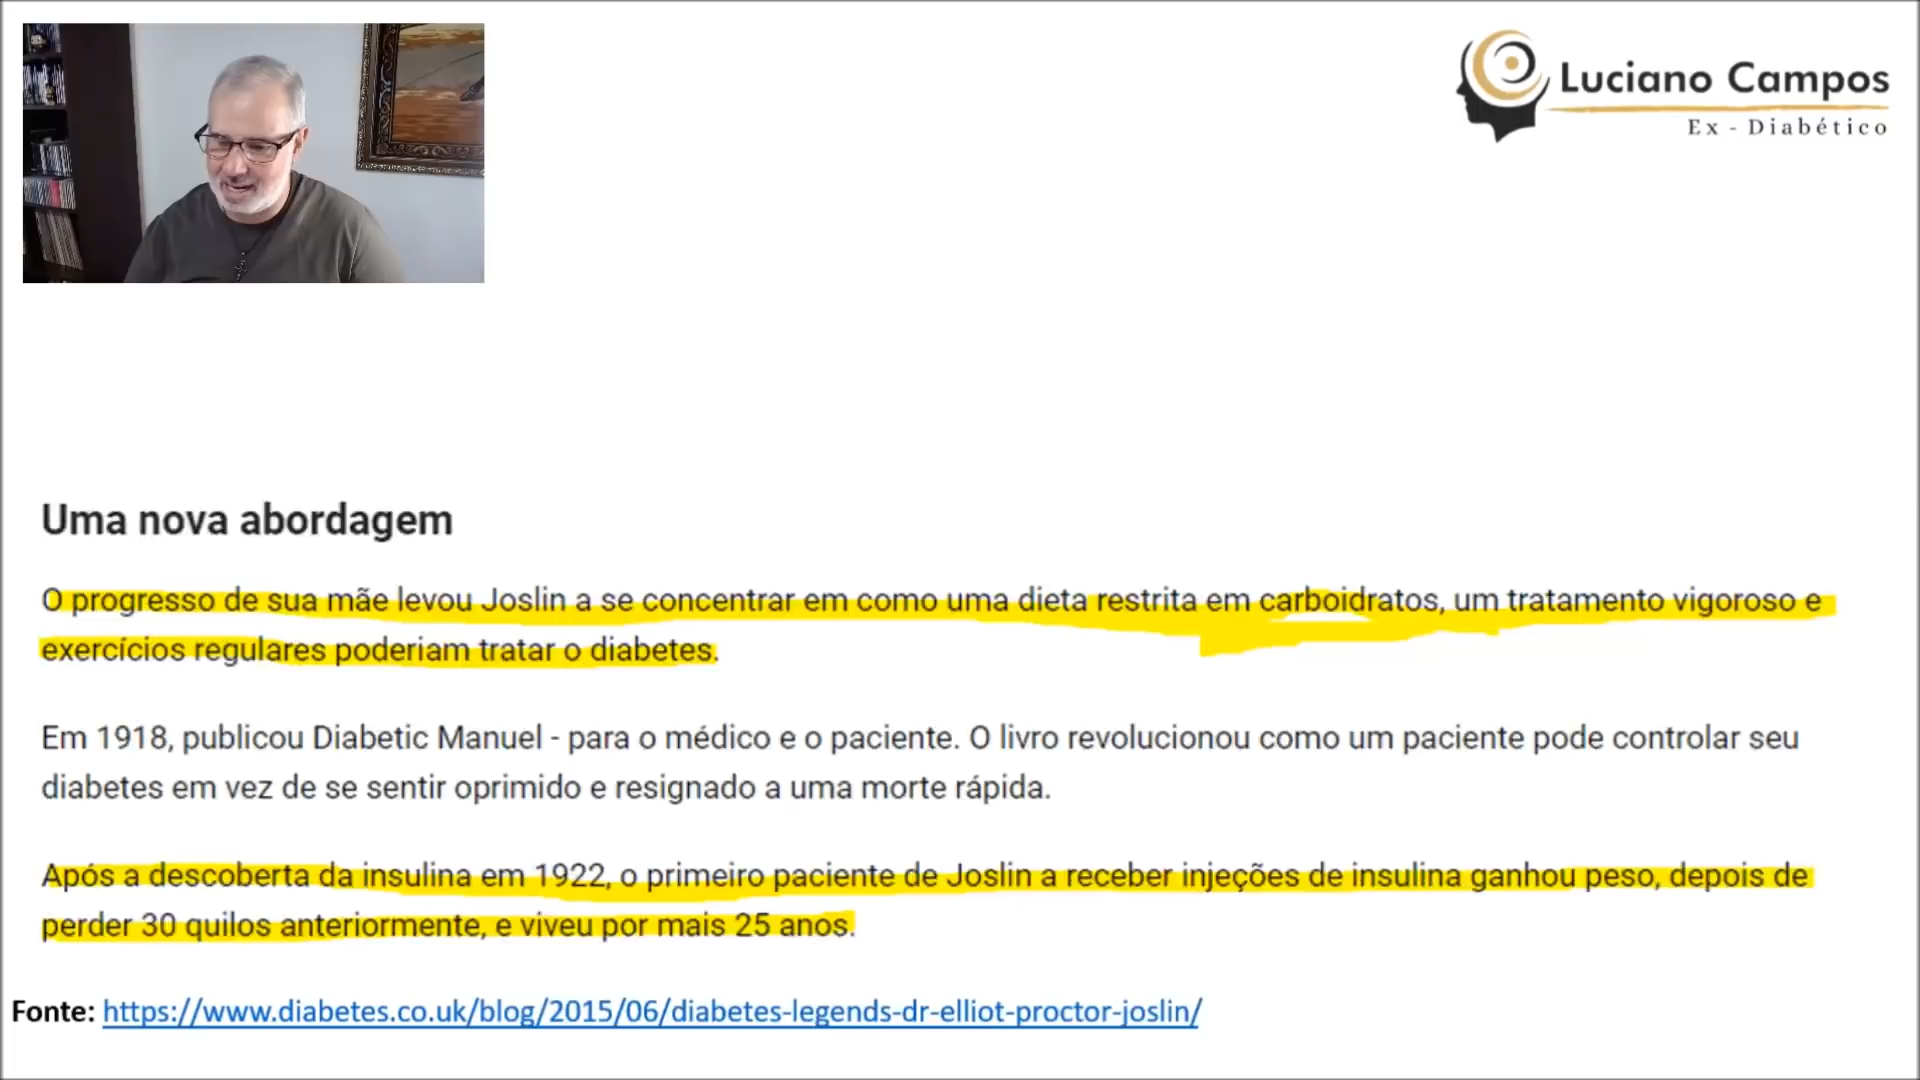 Luciano Campos
Ex - Diabético
Uma nova abordagem
O progresso de sua mãe levou Joslin a se concentrar em como uma dieta restrita em carboidratos, um tratamento vigoroso e
exercícios regulares poderiam tratar o diabetes.
Em 1918, publicou Diabetic Manuel - para o médico e o paciente. O livro revolucionou como um paciente pode controlar seu
diabetes em vez de se sentir oprimido e resignado a uma morte rápida.
Após a descoberta da insulina em 1922, o primeiro paciente de Joslin a receber injeções de insulina ganhou peso, depois de
perder 30 quilos anteriormente, e viveu por mais 25 anos.
Fonte: https://www.diabetes.co.uk/blog/2015/06/diabetes-legends-dr-elliot-proctor-joslin/